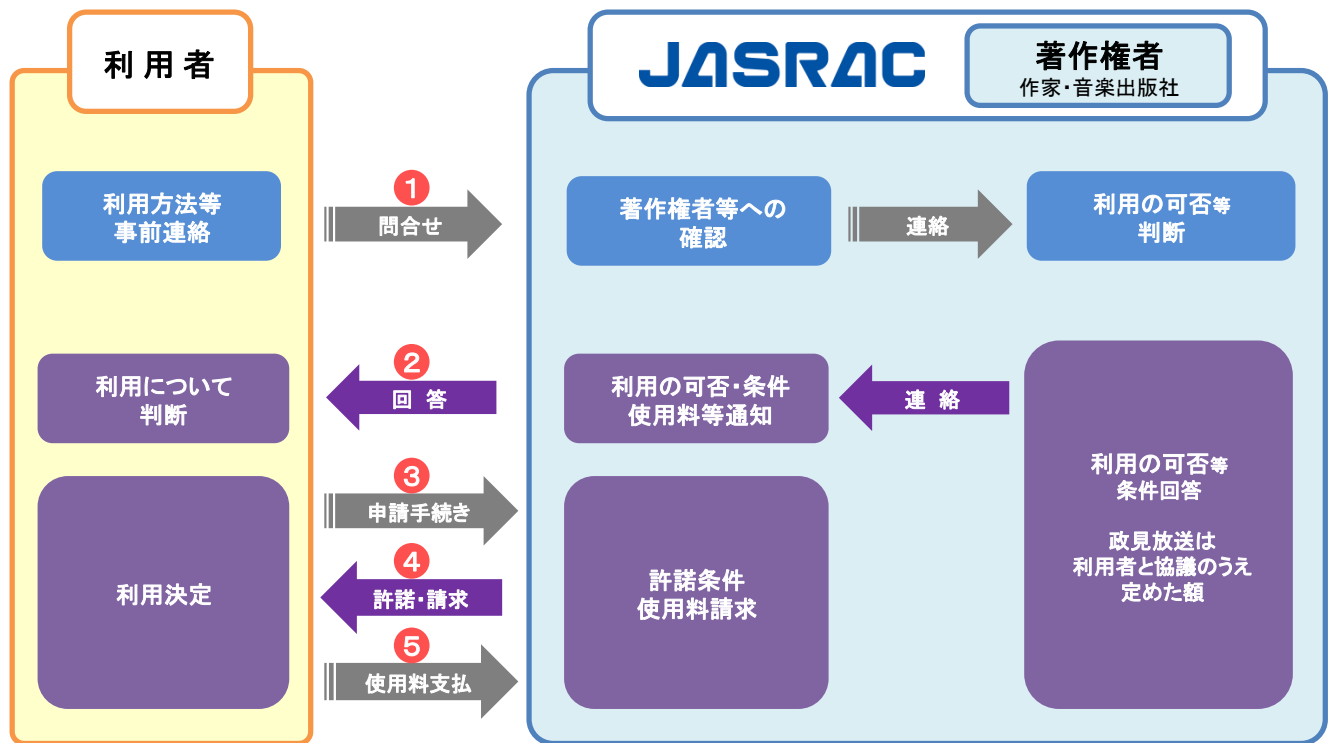 利用者
JASRAC
著作権者
作家・音楽出版社
利用方法等
事前連絡
1
問合せ
著作権者等への
確認
連絡
利用の可否等
判断
利用について
判断
2
回答
利用の可否・条件
使用料等通知
連絡
利用の可否等
条件回答
政見放送は
利用者と協議のうえ
定めた額
利用決定
3
申請手続き
4
許諾・請求
5
使用料支払
許諾条件
使用料請求